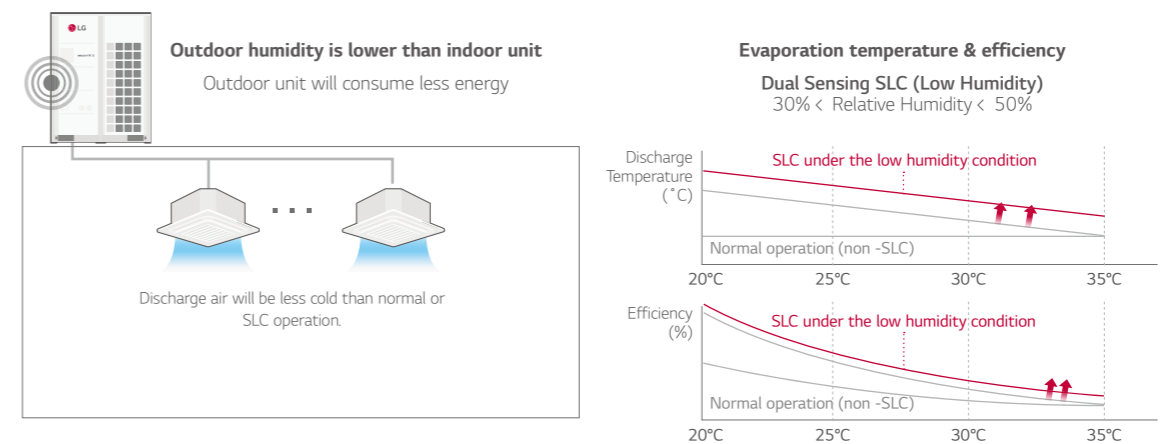 LG
Outdoor humidity is lower than indoor unit
Outdoor unit will consume less energy
Discharge air will be less cold than normal or
SLC operation.
Evaporation temperature & efficiency
Dual Sensing SLC (Low Humidity)
30% < Relative Humidity < 50%
Discharge
Temperature
(˚C)
SLC under the low humidity condition
Normal operation (non -SLC)
20°C 25°C 30°C 35°C
Efficiency
(%)
SLC under the low humidity condition
Normal operation (non -SLC)
20°C 25°C 30°C 35°C